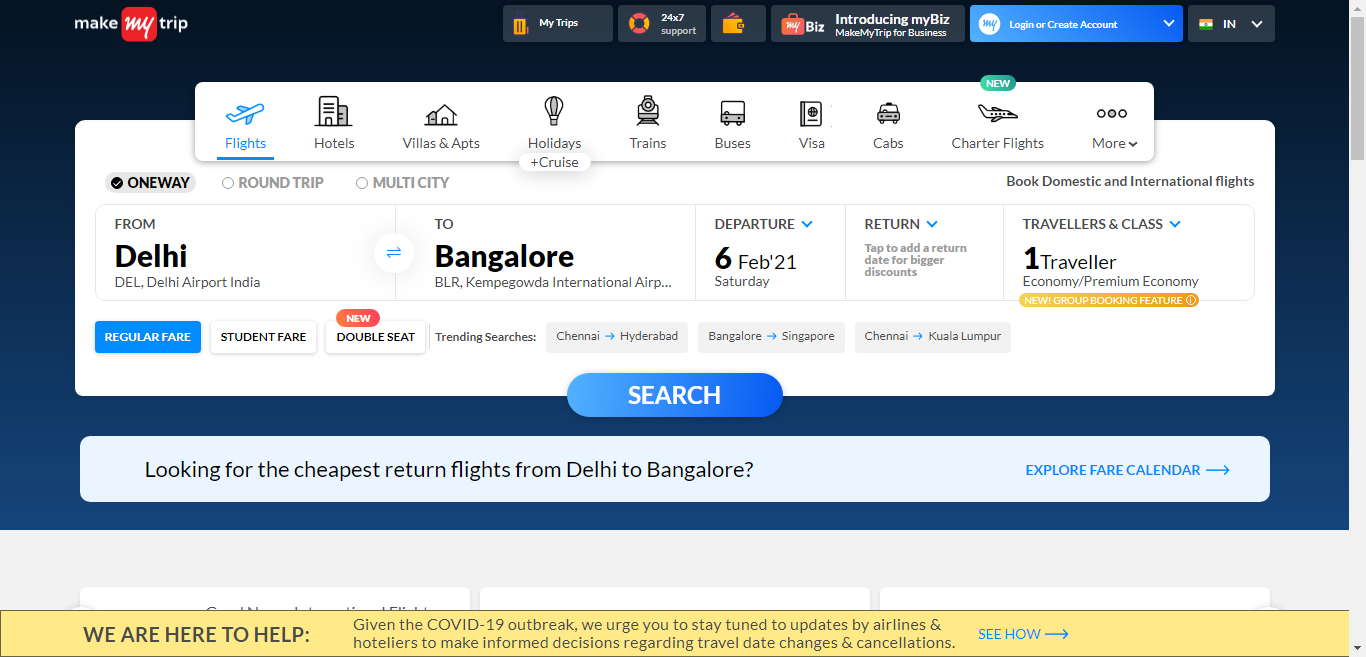 make my trip
My Trips
24x7
support
my Biz
Introducing myBiz
MakeMyTrip for Business
my
Login or Create Account
IN
NEW
Flights
Hotels
Villas & Apts
Holidays
+Cruise
Trains
Buses
Visa
Cabs
Charter Flights
More
ONEWAY
ROUND TRIP
MULTI CITY
Book Domestic and International flights
FROM
Delhi
DEL, Delhi Airport India
TO
Bangalore
BLR, Kempegowda International Airp...
DEPARTURE
6 Feb'21
Saturday
RETURN
Tap to add a return
date for bigger
discounts
TRAVELLERS & CLASS
1Traveller
Economy/Premium Economy
NEW! GROUP BOOKING FEATURE
REGULAR FARE
STUDENT FARE
NEW
DOUBLE SEAT
Trending Searches:
Chennai → Hyderabad
Bangalore → Singapore
Chennai → Kuala Lumpur
SEARCH
Looking for the cheapest return flights from Delhi to Bangalore?
EXPLORE FARE CALENDAR
WE ARE HERE TO HELP:
Given the COVID-19 outbreak, we urge you to stay tuned to updates by airlines &
hoteliers to make informed decisions regarding travel date changes & cancellations.
SEE HOW